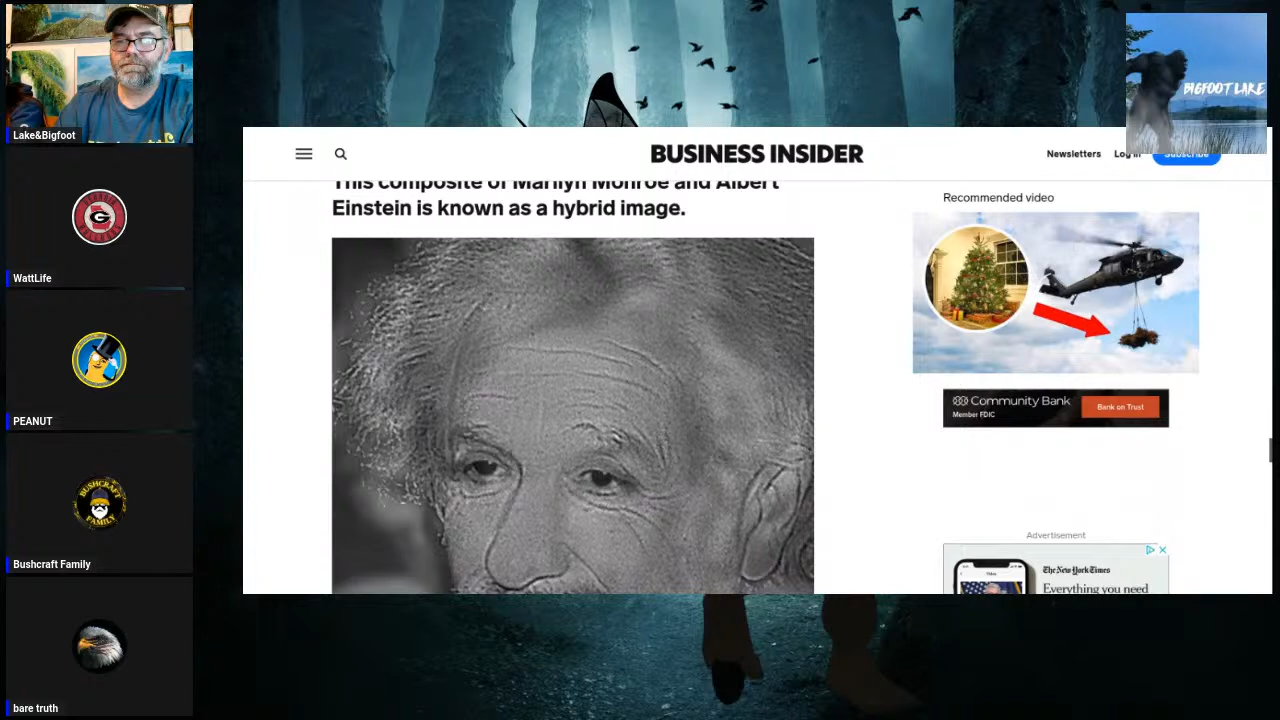 Lake&Bigfoot
WattLife
PEANUT
BUSHCRAFT
FAMILY
Bushcraft Family
bare truth
BIGFOOT LAKE
BUSINESS INSIDER
Newsletters
Log in
Subscribe
This composite of Marilyn Monroe and Albert
Einstein is known as a hybrid image.
Recommended video
Community Bank
Member FDIC
Bank on Trust
Advertisement
The New York Times
Everything you need